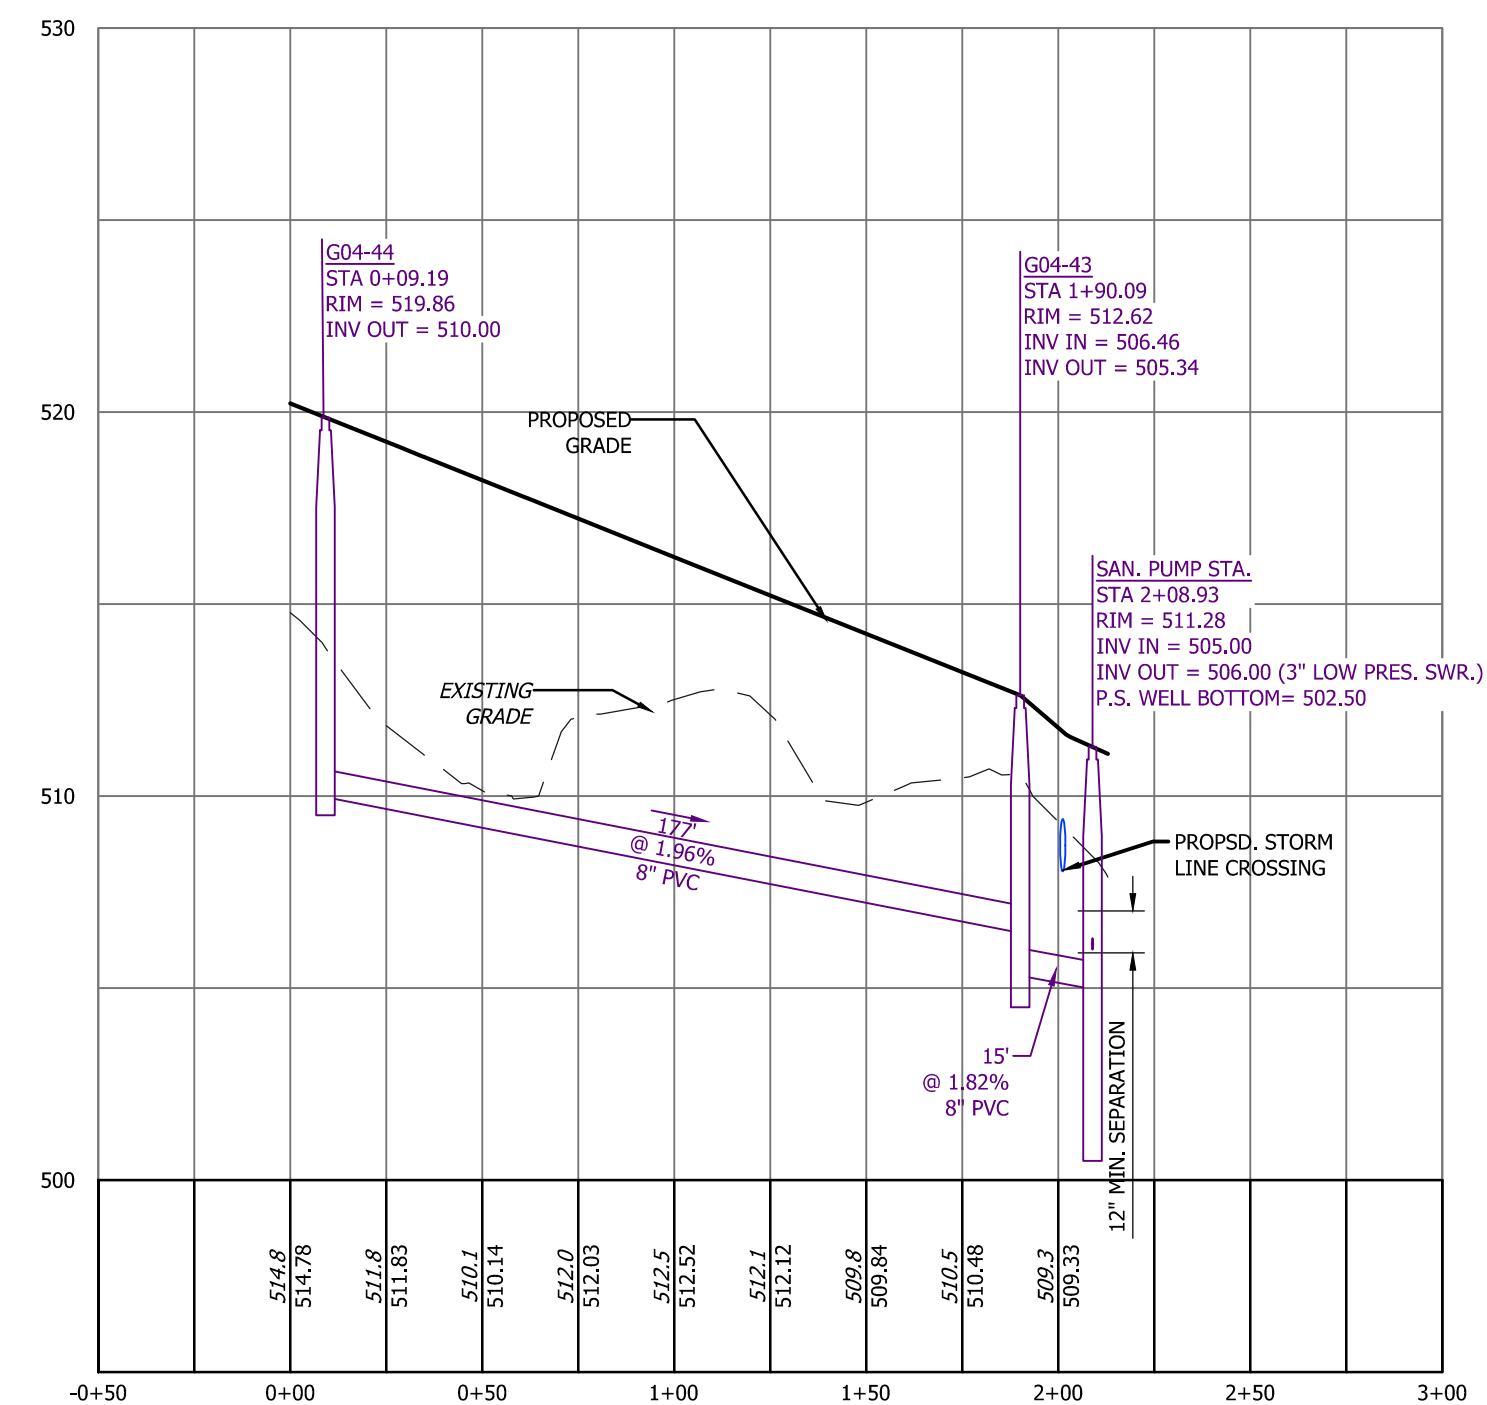 530
G04-44
STA 0+09.19
RIM = 519.86
INV OUT = 510.00
G04-43
STA 1+90.09
RIM = 512.62
INV IN = 506.46
INV OUT = 505.34
520
PROPOSED
GRADE
SAN. PUMP STA.
STA 2+08.93
RIM = 511.28
INV IN = 505.00
INV OUT = 506.00 (3" LOW PRES. SWR.)
P.S. WELL BOTTOM= 502.50
EXISTING
GRADE
510
177'
@ 1.96%
8" PVC
PROPSD. STORM
LINE CROSSING
15'
@ 1.82%
8" PVC
12" MIN. SEPARATION
500
514.8
514.78
511.8
511.83
510.1
510.14
512.0
512.03
512.5
512.52
512.1
512.12
509.8
509.84
510.5
510.48
509.3
509.33
-0+50
0+00
0+50
1+00
1+50
2+00
2+50
3+00